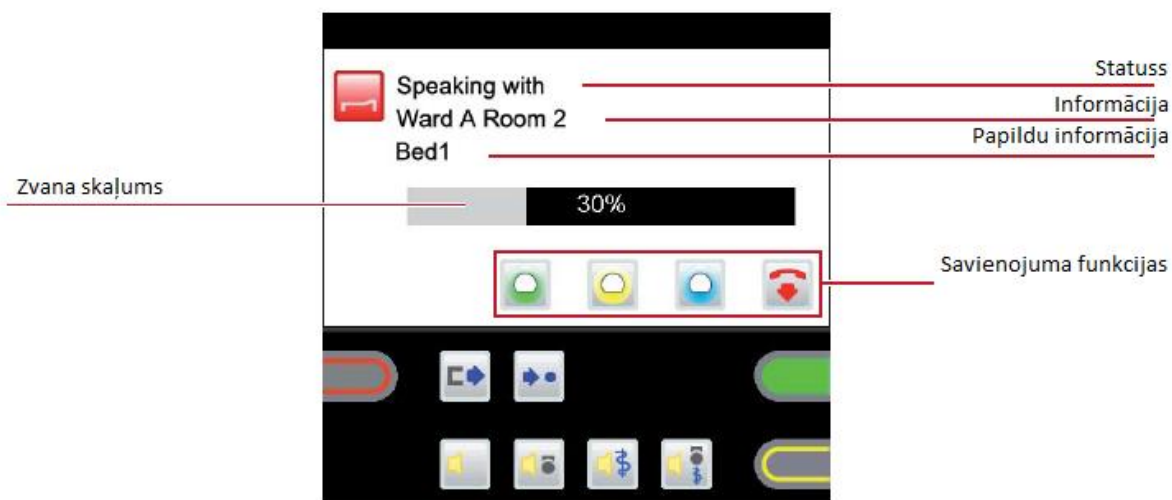 Speaking with
Statuss
Ward A Room 2
Informācija
Bed1
Papildu informācija
Zvana skaļums
30%
Savienojuma funkcijas